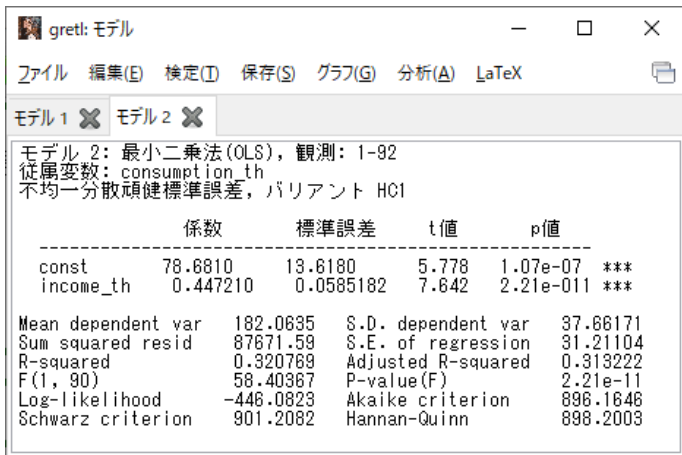 gretl: モデル
ファイル 編集(E) 検定(T) 保存(S) グラフ(G) 分析(A) LaTeX
モデル 1 モデル 2
モデル 2: 最小二乗法(OLS), 観測: 1-92
従属変数: consumption_th
不均一分散頑健標準誤差, バリアント HC1
係数 標準誤差 t値 p値
---------------------------------------------------------
const 78.6810 13.6180 5.778 1.07e-07 ***
income_th 0.447210 0.0585182 7.642 2.21e-011 ***
Mean dependent var 182.0635 S.D. dependent var 37.66171
Sum squared resid 87671.59 S.E. of regression 31.21104
R-squared 0.320769 Adjusted R-squared 0.313222
F(1, 90) 58.40367 P-value(F) 2.21e-11
Log-likelihood -446.0823 Akaike criterion 896.1646
Schwarz criterion 901.2082 Hannan-Quinn 898.2003